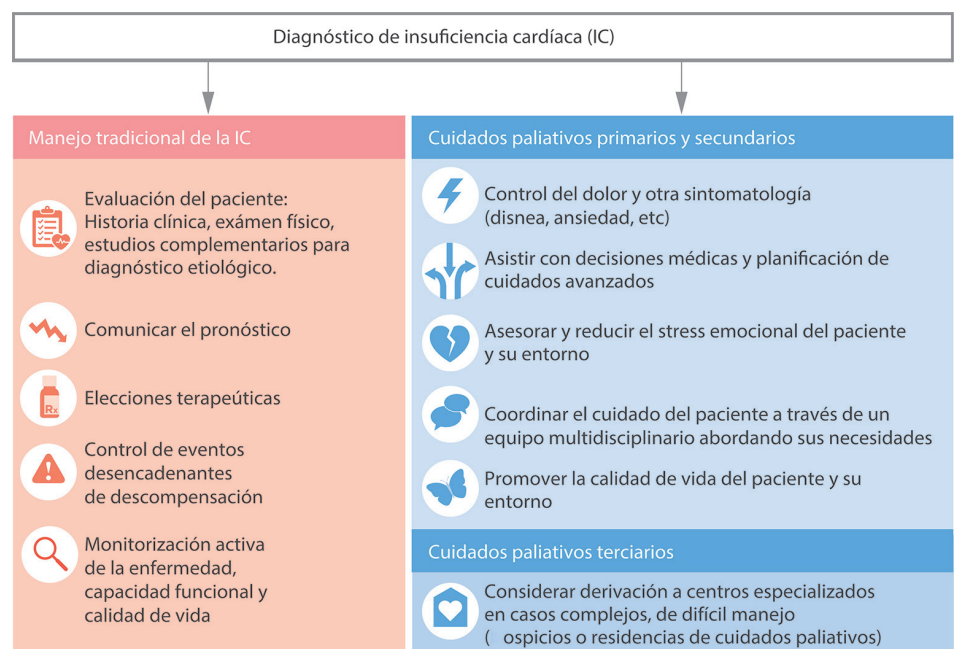 Diagnóstico de insuficiencia cardíaca (IC)
Manejo tradicional de la IC
Evaluación del paciente:
Historia clínica, exámen físico,
estudios complementarios para
diagnóstico etiológico.
Comunicar el pronóstico
Rx
Elecciones terapeúticas
Control de eventos
desencadenantes
de descompensación
Monitorización activa
de la enfermedad,
capacidad funcional y
calidad de vida
Cuidados paliativos primarios y secundarios
Control del dolor y otra sintomatología
(disnea, ansiedad, etc)
Asistir con decisiones médicas y planificación de
cuidados avanzados
Asesorar y reducir el stress emocional del paciente
y su entorno
Coordinar el cuidado del paciente a través de un
equipo multidisciplinario abordando sus necesidades
Promover la calidad de vida del paciente y su
entorno
Cuidados paliativos terciarios
Considerar derivación a centros especializados
en casos complejos, de difícil manejo
( ospicios o residencias de cuidados paliativos)